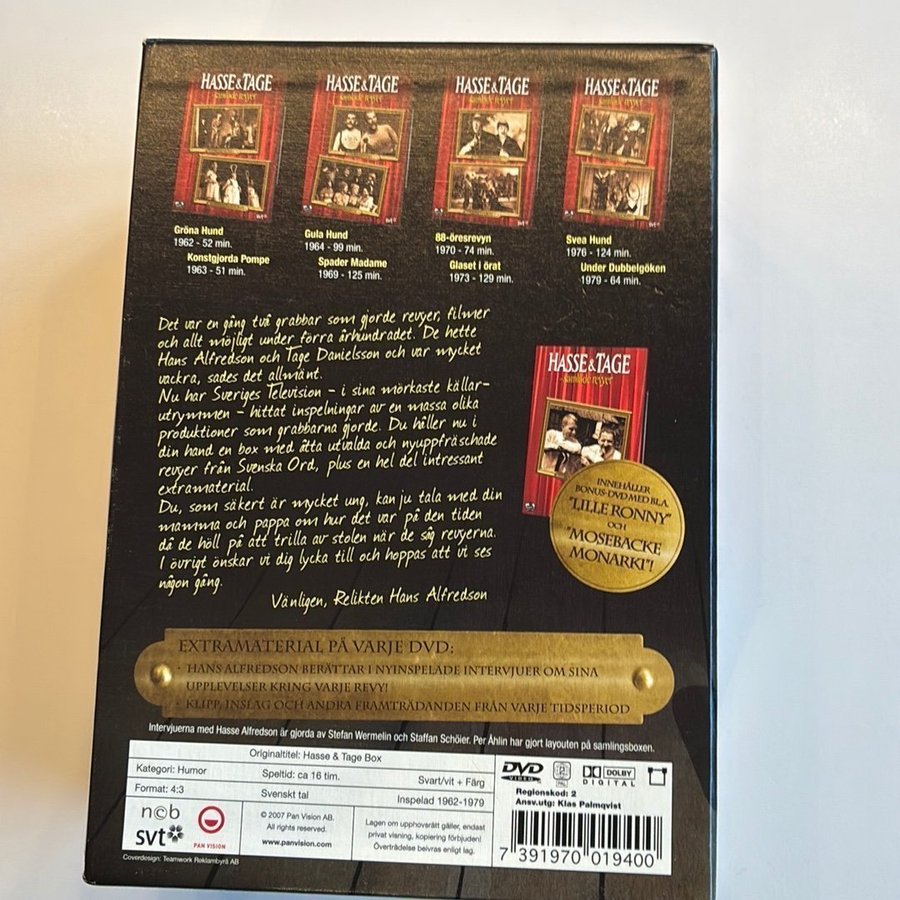 HASSE & TAGE
samlade revyer
HASSE & TAGE
samlade revyer
HASSE & TAGE
samlade revyer
HASSE & TAGE
samlade revyer
Gröna Hund
1962 - 52 min.
Konstgjorda Pompe
1963 - 51 min.
Gula Hund
1964 - 99 min.
Spader Madame
1969 - 125 min.
88-öresrevyn
1970 - 74 min.
Glaset i örat
1973 - 129 min.
Svea Hund
1976 - 124 min.
Under Dubbelgöken
1979 - 64 min.
Det var en gång två grabbar som gjorde revyer, filmer
och allt möjligt under förra århundradet. De hette
Hans Alfredson och Tage Danielsson och var mycket
vackra, sades det allmänt.
Nu har Sveriges Television - i sina mörkaste källar-
utrymmen - hittat inspelningar av en massa olika
produktioner som grabbarna gjorde. Du håller nu i
din hand en box med åtta utvalda och nyuppfräschade
revyer från Svenska Ord, plus en hel del intressant
extramaterial.
Du, som säkert är mycket ung, kan ju tala med din
mamma och pappa om hur det var på den tiden
då de höll på att trilla av stolen när de såg revyerna.
I övrigt önskar vi dig lycka till och hoppas att vi ses
någon gång.
Vänligen, Relikten Hans Alfredson
HASSE & TAGE
samlade revyer
INNEHÅLLER
BONUS-DVD MED BL.A.
"LILLE RONNY"
OCH
"MOSEBACKE
MONARKI"!
EXTRAMATERIAL PÅ VARJE DVD:
· HANS ALFREDSON BERÄTTAR I NYINSPELADE INTERVJUER OM SINA
UPPLEVELSER KRING VARJE REVY!
· KLIPP, INSLAG OCH ANDRA FRAMTRÄDANDEN FRÅN VARJE TIDSPERIOD
Intervjuerna med Hasse Alfredson är gjorda av Stefan Wermelin och Staffan Schöier. Per Åhlin har gjort layouten på samlingsboxen.
Originaltitel: Hasse & Tage Box
Kategori: Humor
Speltid: ca 16 tim.
Svart/vit + Färg
Format: 4:3
Svenskt tal
Inspelad 1962-1979
ncb
svt
PAN VISION
© 2007 Pan Vision AB.
All rights reserved.
www.panvision.com
Lagen om upphovsrätt gäller, endast
privat visning, kopiering förbjuden!
Överträdelse beivras enligt lag.
DVD
VIDEO
PAL
DOLBY
DIGITAL
Regionskod: 2
Ansv.utg: Klas Palmqvist
7 391970 019400
Coverdesign: Teamwork Reklambyrå AB